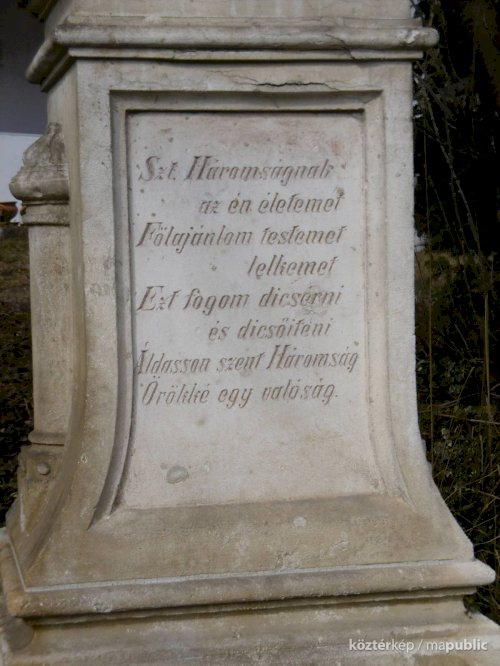 Szt. Háromságnak
az én életemet
Fölajánlom testemet
lelkemet
Ezt fogom dicsérni
és dicsőiteni
Áldasson szent Háromság
Örökké egy valóság.
köztérkép / mapublic